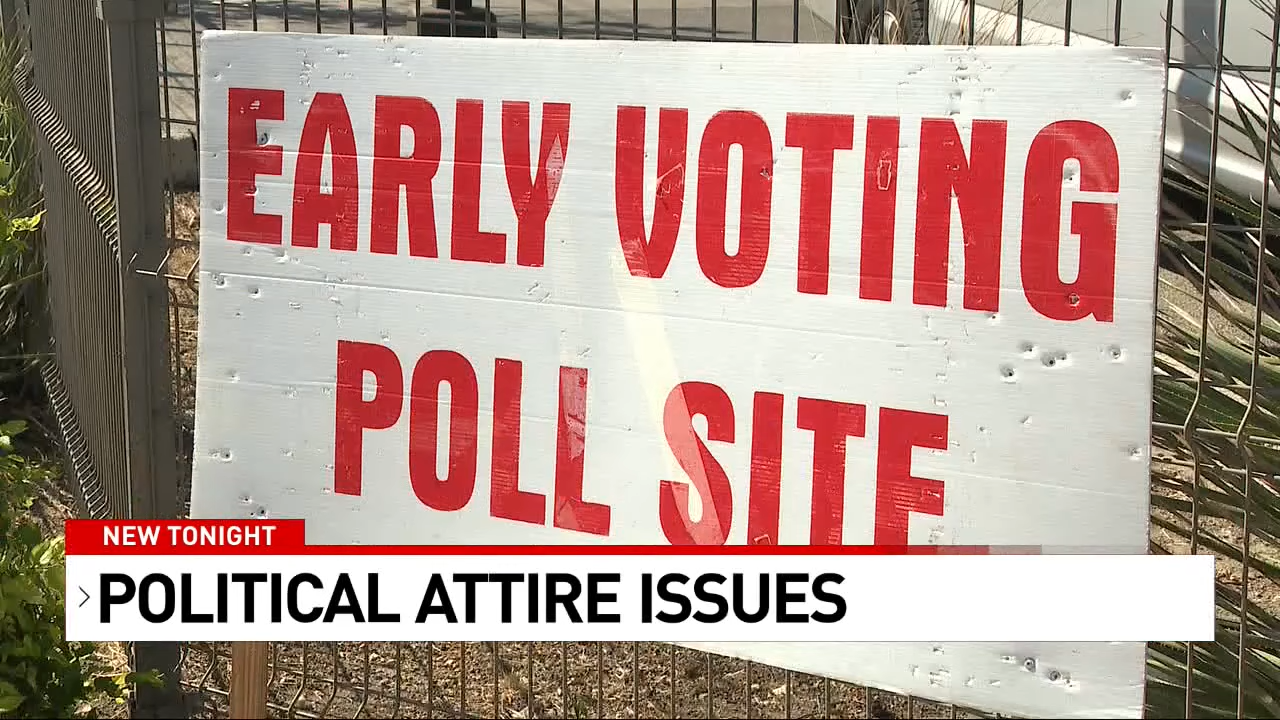 EARLY VOTING
POLL SITE
NEW TONIGHT
POLITICAL ATTIRE ISSUES